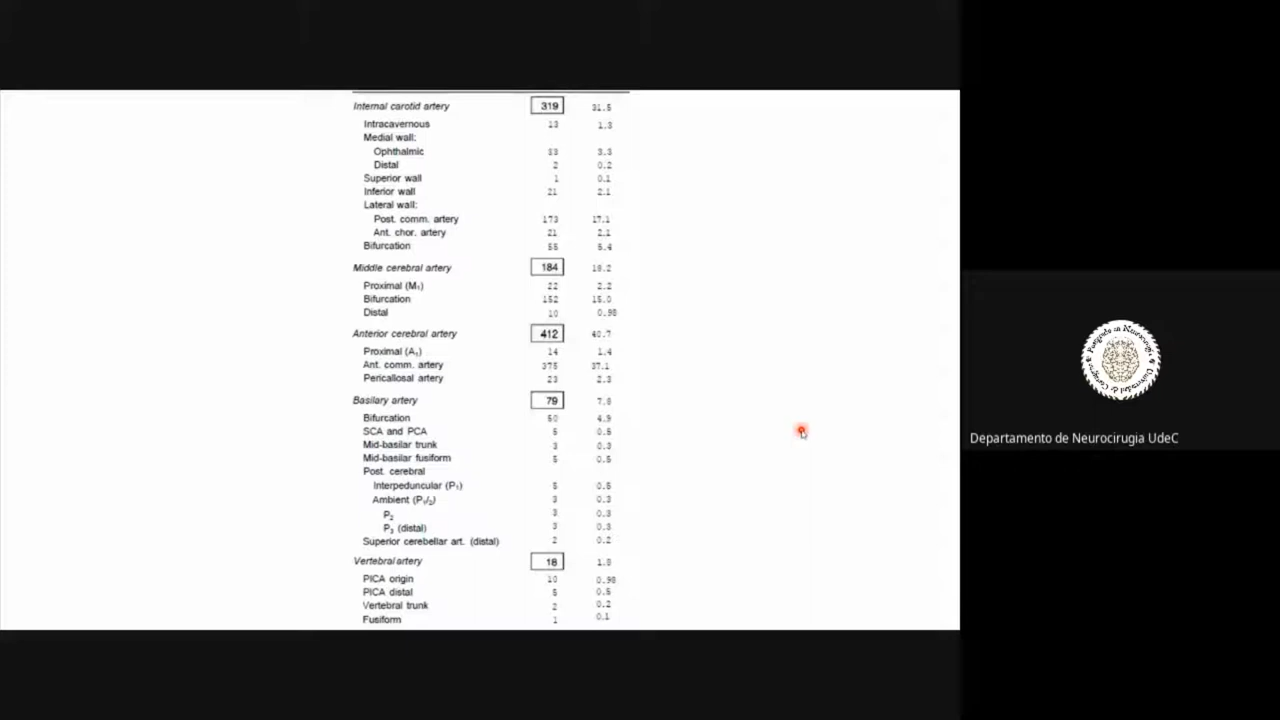 Internal carotid artery 319 31.5
Intracavernous 13 1.3
Medial wall:
Ophthalmic 33 3.3
Distal 2 0.2
Superior wall 1 0.1
Inferior wall 21 2.1
Lateral wall:
Post. comm. artery 173 17.1
Ant. chor. artery 21 2.1
Bifurcation 55 5.4
Middle cerebral artery 184 18.2
Proximal (M₁) 22 2.2
Bifurcation 152 15.0
Distal 10 0.98
Anterior cerebral artery 412 40.7
Proximal (A₁) 14 1.4
Ant. comm. artery 375 37.1
Pericallosal artery 23 2.3
Basilary artery 79 7.8
Bifurcation 50 4.9
SCA and PCA 5 0.5
Mid-basilar trunk 3 0.3
Mid-basilar fusiform 5 0.5
Post. cerebral
Interpeduncular (P₁) 5 0.5
Ambient (P₁/₂) 3 0.3
P₂ 3 0.3
P₃ (distal) 3 0.3
Superior cerebellar art. (distal) 2 0.2
Vertebral artery 18 1.8
PICA origin 10 0.98
PICA distal 5 0.5
Vertebral trunk 2 0.2
Fusiform 1 0.1
Departamento de Neurocirugia UdeC